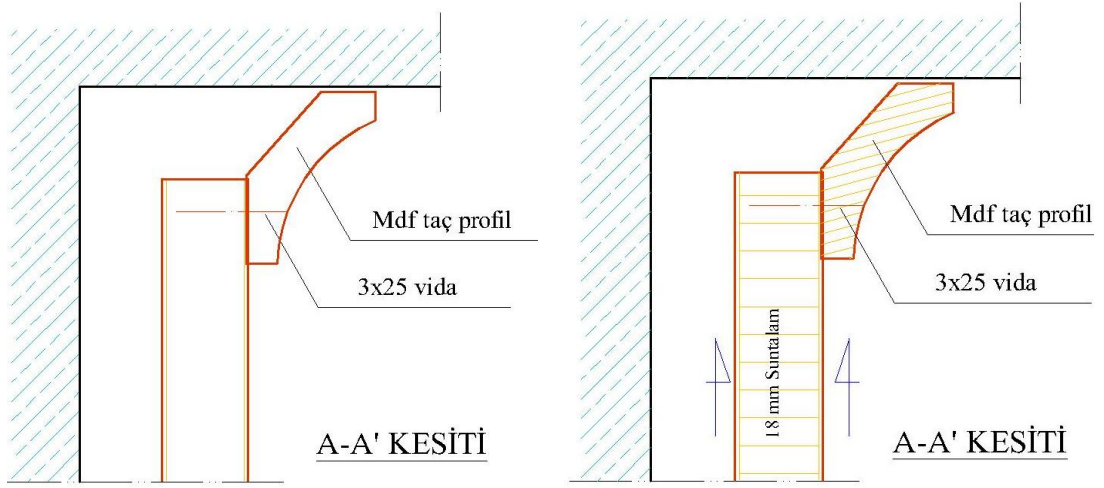 Mdf taç profil
3x25 vida
A-A' KESİTİ
Mdf taç profil
3x25 vida
18 mm Suntalam
A-A' KESİTİ